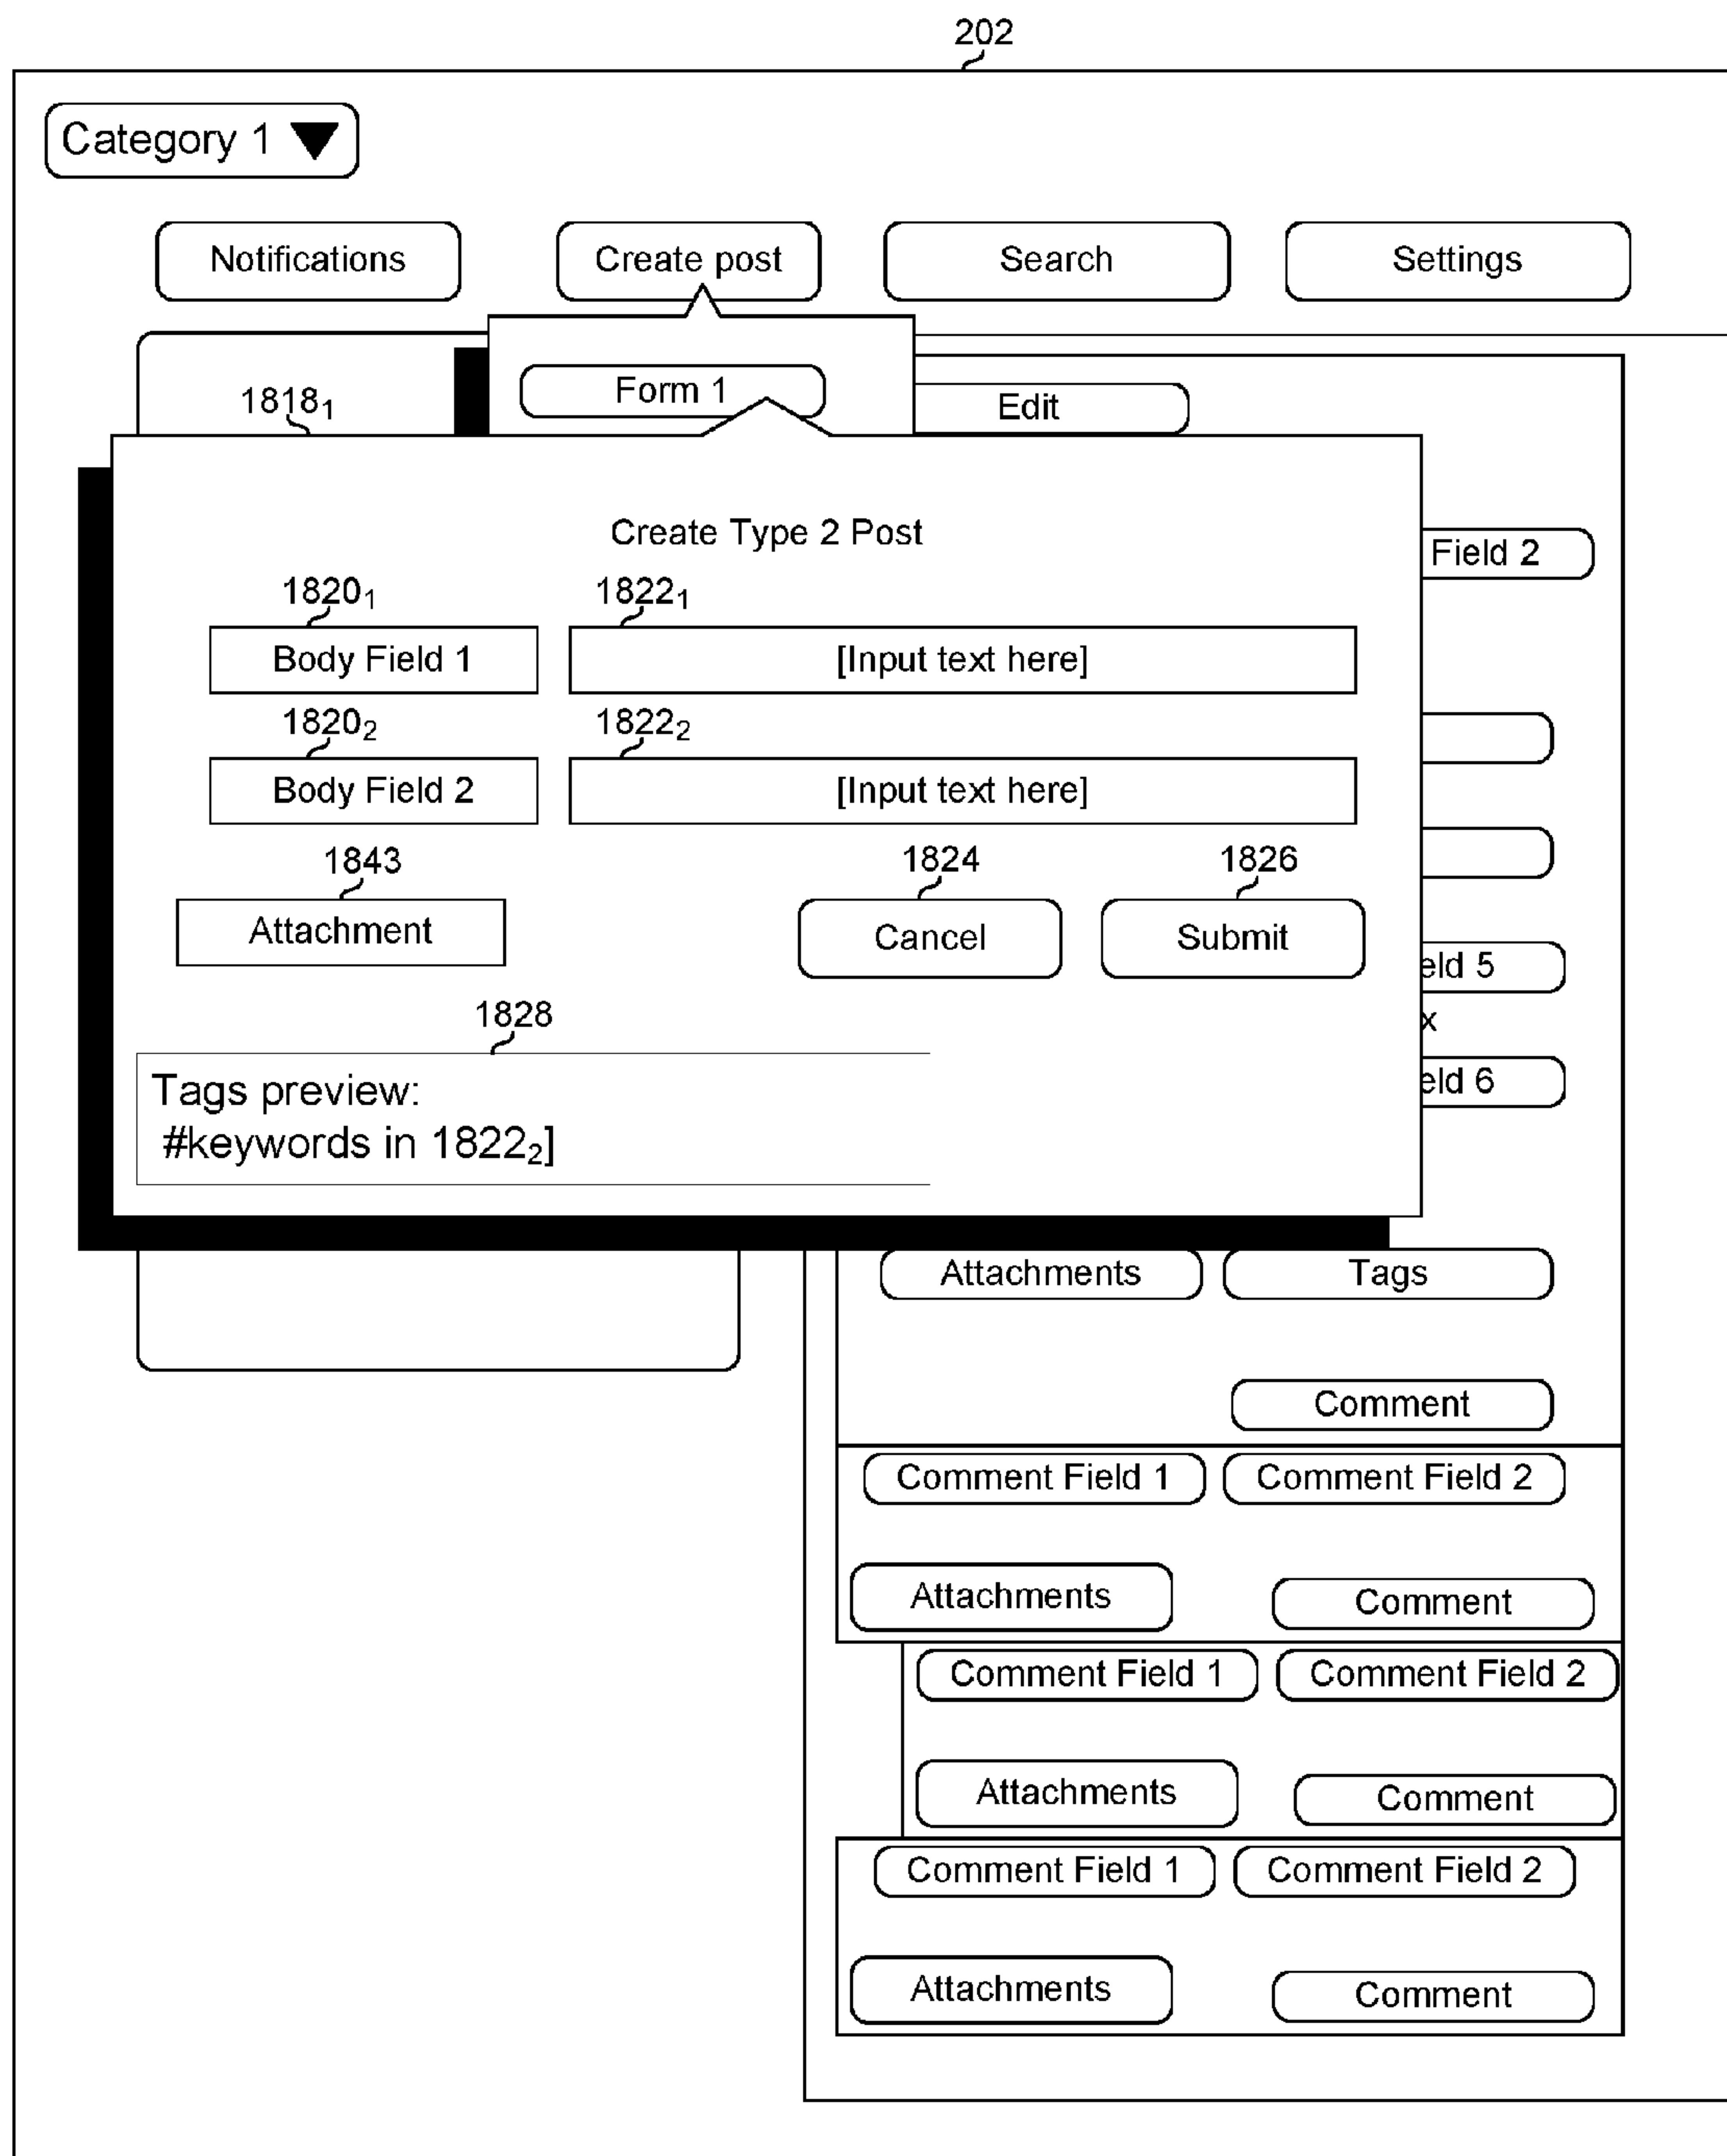 202
Category 1
Notifications Create post Search Settings
Form 1
Edit
1818₁
Create Type 2 Post
Field 2
1820₁ 1822₁
Body Field 1 [Input text here]
1820₂ 1822₂
Body Field 2 [Input text here]
1843 1824 1826
Attachment Cancel Submit
eld 5
1828
x
Tags preview:
eld 6
#keywords in 1822₂]
Attachments Tags
Comment
Comment Field 1 Comment Field 2
Attachments Comment
Comment Field 1 Comment Field 2
Attachments Comment
Comment Field 1 Comment Field 2
Attachments Comment